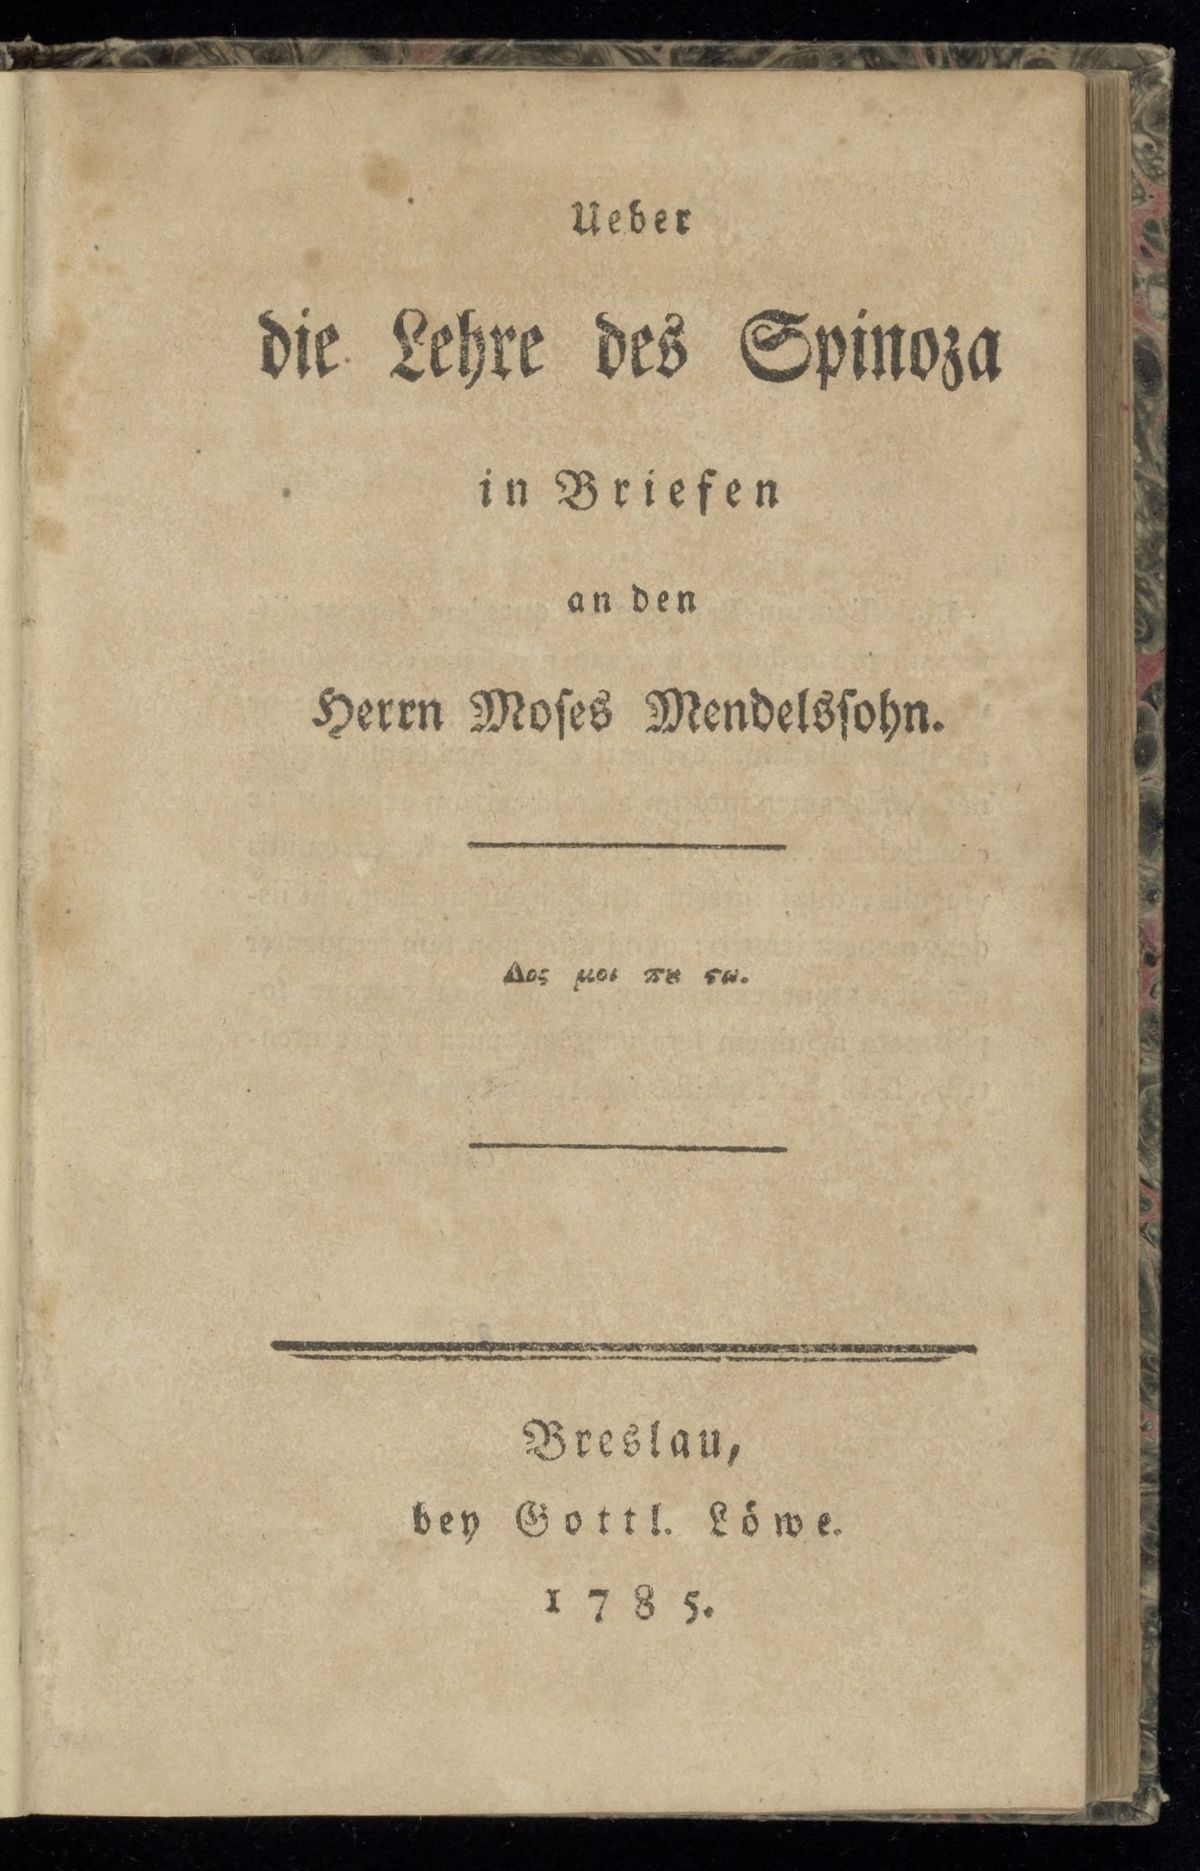 Ueber
die Lehre des Spinoza
in Briefen
an den
Herrn Moſes Mendelsſohn.
Δος μοι πȣ ϛω.
Breslau,
bey Gottl. Löwe.
1785.